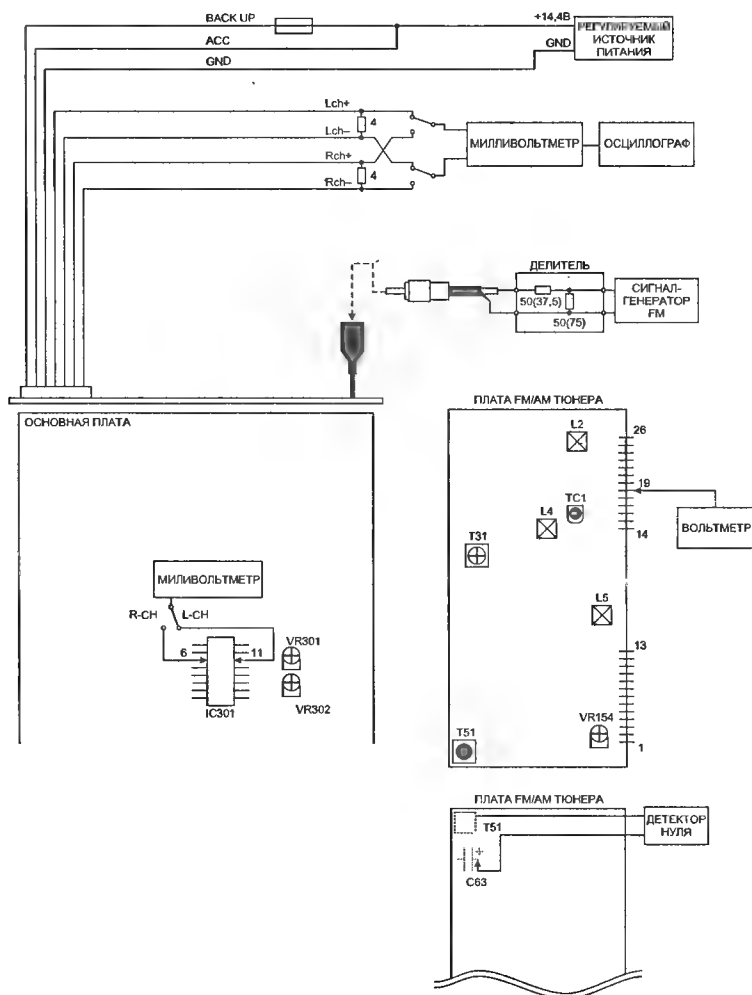 BACK UP
+14,4В
РЕГУЛИРУЕМЫЙ
ИСТОЧНИК
ПИТАНИЯ
ACC
GND
GND
Lch+
4
Lch–
Rch+
4
Rch–
МИЛЛИВОЛЬТМЕТР
ОСЦИЛЛОГРАФ
ДЕЛИТЕЛЬ
50(37,5)
50(75)
СИГНАЛ-
ГЕНЕРАТОР
FM
ОСНОВНАЯ ПЛАТА
МИЛИВОЛЬТМЕТР
R-CH
L-CH
6
11
IC301
VR301
VR302
ПЛАТА FM/AM ТЮНЕРА
L2
26
19
TC1
L4
14
T31
ВОЛЬТМЕТР
L5
13
VR154
T51
1
ПЛАТА FM/AM ТЮНЕРА
T51
ДЕТЕКТОР
НУЛЯ
+
C63